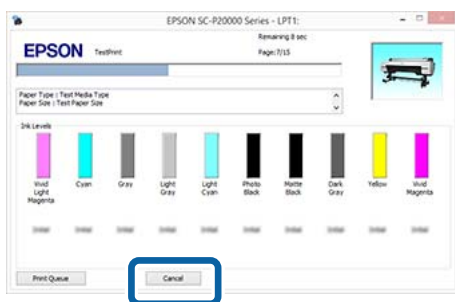 EPSON SC-P20000 Series - LPT1:
EPSON
TestPrint
Remaining 8 sec
Page: 7/15
Paper Type : Test Media Type
Paper Size : Test Paper Size
Ink Levels
Vivid Light Magenta
Cyan
Gray
Light Gray
Light Cyan
Photo Black
Matte Black
Dark Gray
Yellow
Vivid Magenta
Print Queue
Cancel